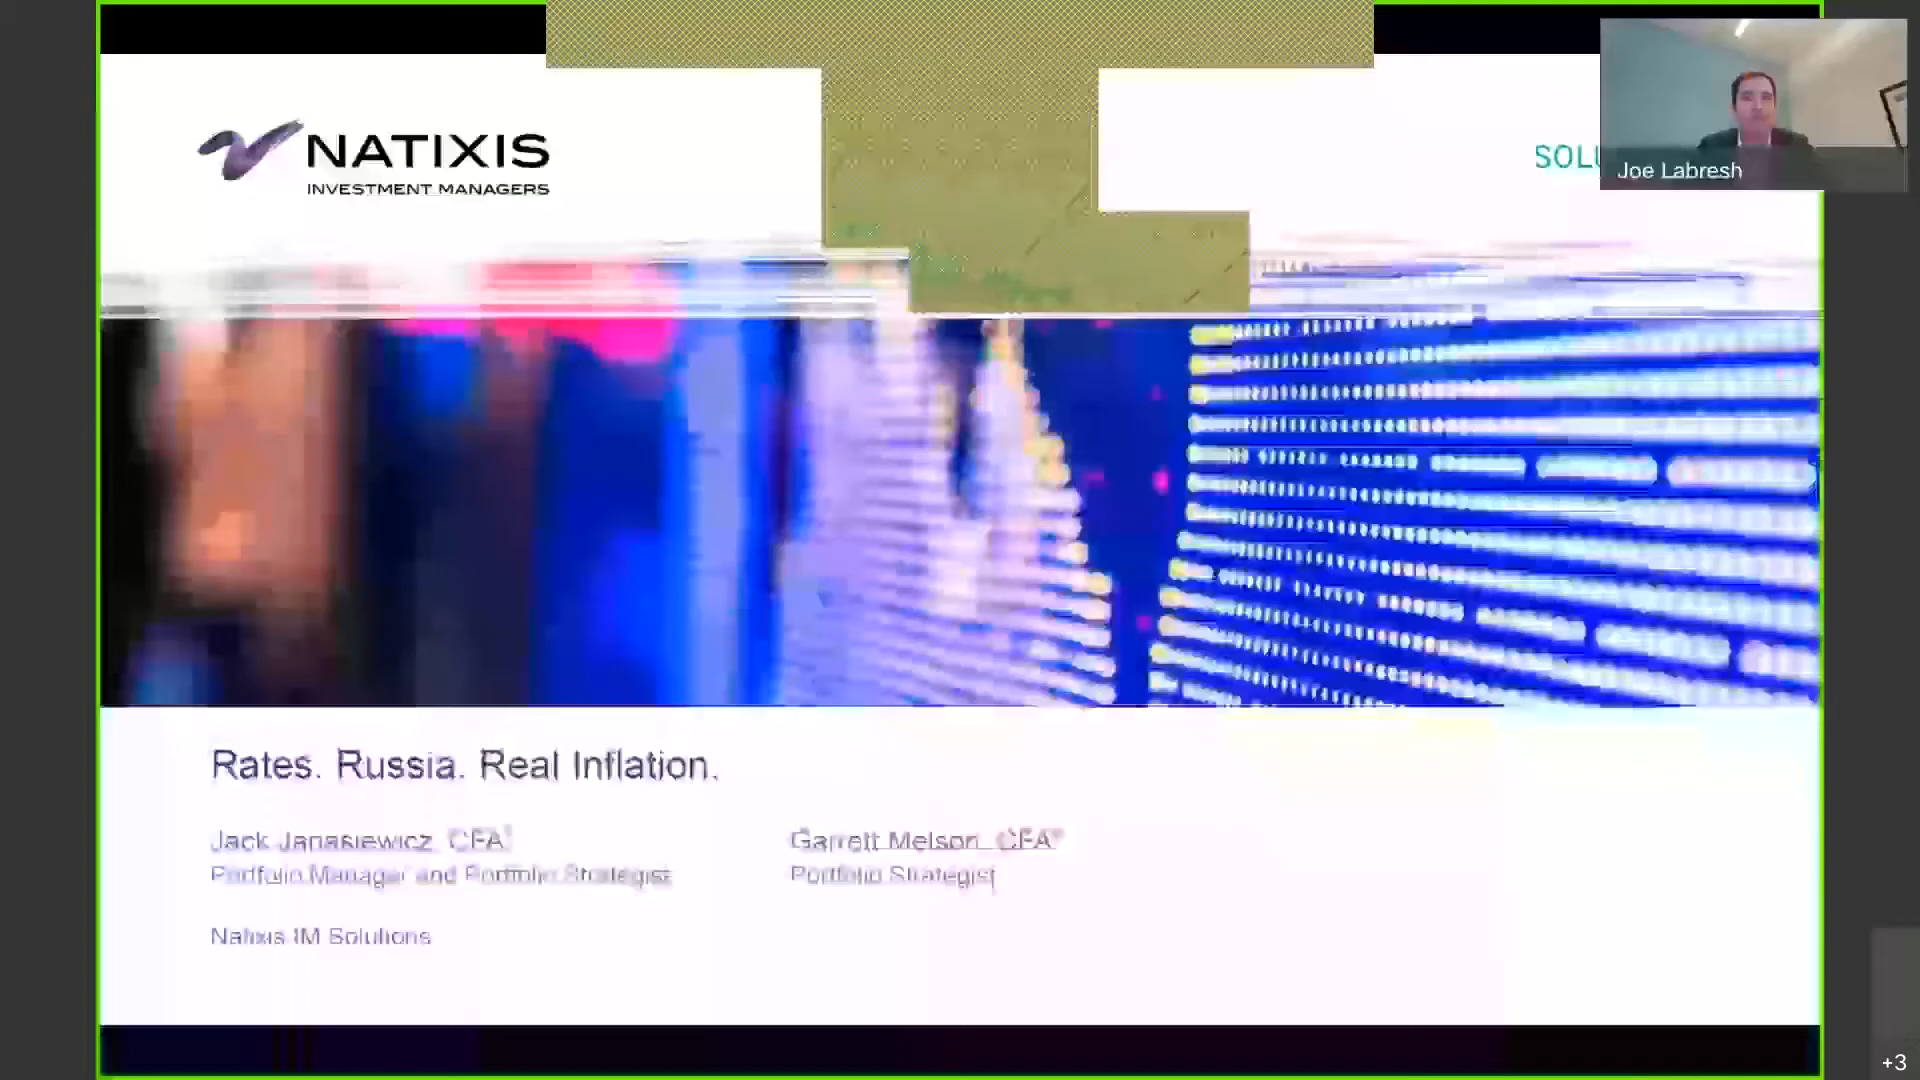 NATIXIS
INVESTMENT MANAGERS
SOLU
Joe Labresh
Rates. Russia. Real Inflation.
Jack Janasiewicz, CFA®
Portfolio Manager and Portfolio Strategist
Garrett Melson, CFA®
Portfolio Strategist
Natixis IM Solutions
+3